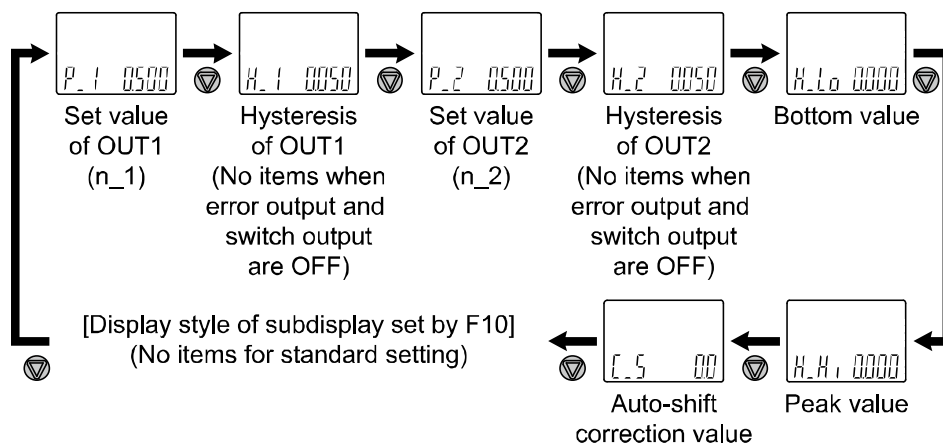 P_1 0.500
H_1 0.050
P_2 0.500
H_2 0.050
H_Lo 0.000
Set value
of OUT1
(n_1)
Hysteresis
of OUT1
(No items when
error output and
switch output
are OFF)
Set value
of OUT2
(n_2)
Hysteresis
of OUT2
(No items when
error output and
switch output
are OFF)
Bottom value
[Display style of subdisplay set by F10]
(No items for standard setting)
C_S 0.0
Auto-shift
correction value
H_Hi 0.000
Peak value